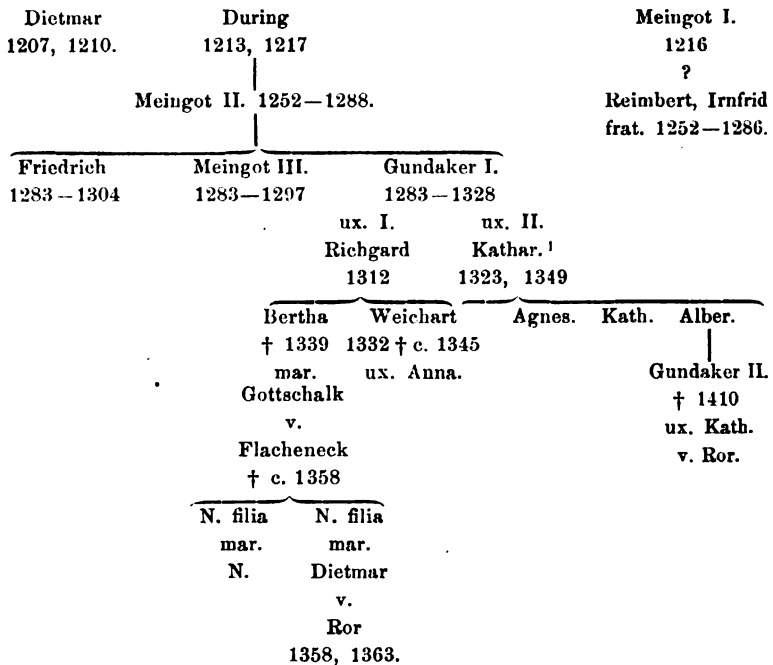 Dietmar During Meingot I.
1207, 1210. 1213, 1217 1216
?
Meingot II. 1252—1288. Reimbert, Irnfrid
frat. 1252—1286.
Friedrich Meingot III. Gundaker I.
1283—1304 1283—1297 1283—1328
ux. I. ux. II.
Richgard Kathar.¹
1312 1323, 1349
Bertha Weichart Agnes. Kath. Alber.
† 1339 1332 † c. 1345
mar. ux. Anna. Gundaker II.
Gottschalk † 1410
v. ux. Kath.
Flacheneck v. Ror.
† c. 1358
N. filia N. filia
mar. mar.
N. Dietmar
v.
Ror
1358, 1363.